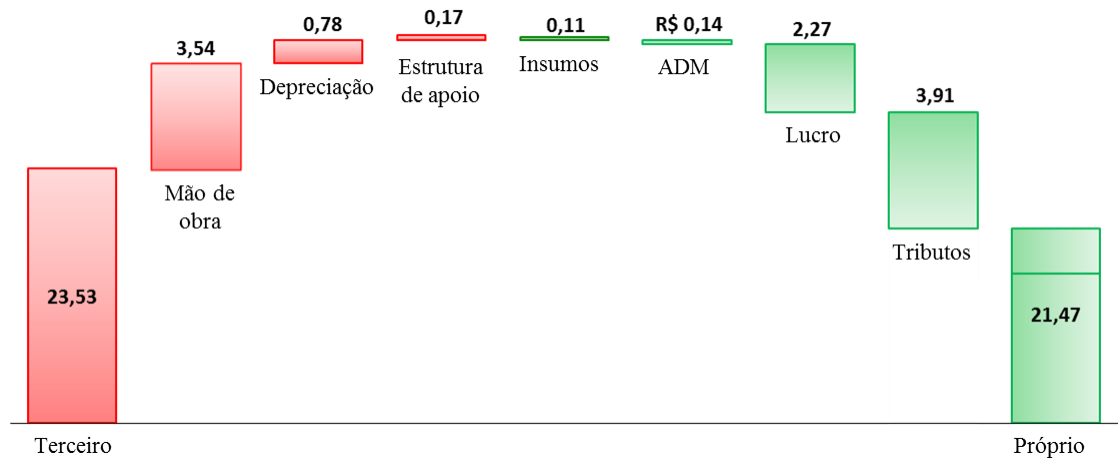 23,53
Terceiro
3,54
Mão de
obra
0,78
Depreciação
0,17
Estrutura
de apoio
0,11
Insumos
R$ 0,14
ADM
2,27
Lucro
3,91
Tributos
21,47
Próprio